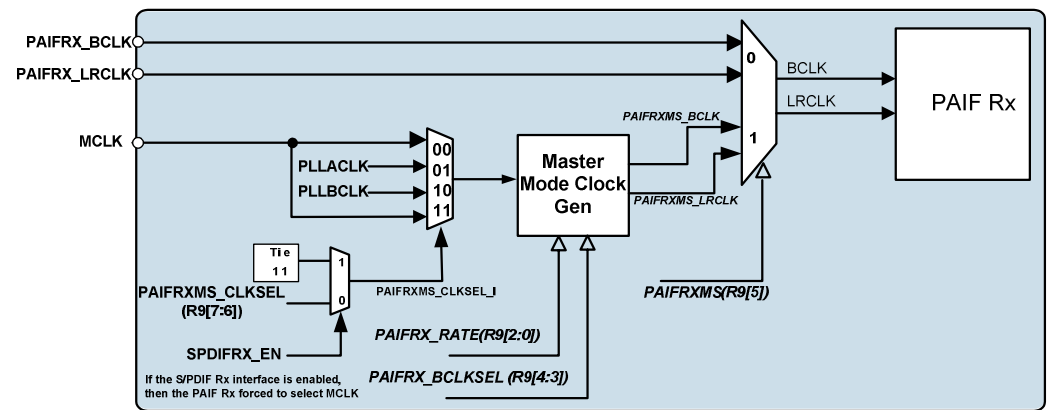 PAIFRX_BCLK
PAIFRX_LRCLK
MCLK
0
1
BCLK
LRCLK
PAIF Rx
PAIFRXMS_BCLK
PAIFRXMS_LRCLK
00
01
10
11
PLLACLK
PLLBCLK
Master
Mode Clock
Gen
Tie
11
1
0
PAIFRXMS_CLKSEL
(R9[7:6])
PAIFRXMS_CLKSEL_I
PAIFRXMS(R9[5])
SPDIFRX_EN
PAIFRX_RATE(R9[2:0])
PAIFRX_BCLKSEL (R9[4:3])
If the S/PDIF Rx interface is enabled,
then the PAIF Rx forced to select MCLK